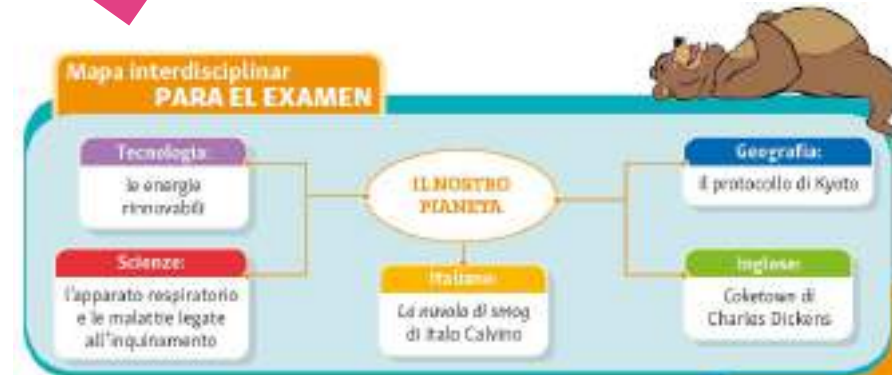 Mapa interdisciplinar
PARA EL EXAMEN
Tecnologia:
le energie
rinnovabili
Scienze:
l'apparato respiratorio
e le malattie legate
all'inquinamento
IL NOSTRO
PIANETA
Italiano:
La nuvola di smog
di Italo Calvino
Geografia:
il protocollo di Kyoto
Inglese:
Coketown di
Charles Dickens